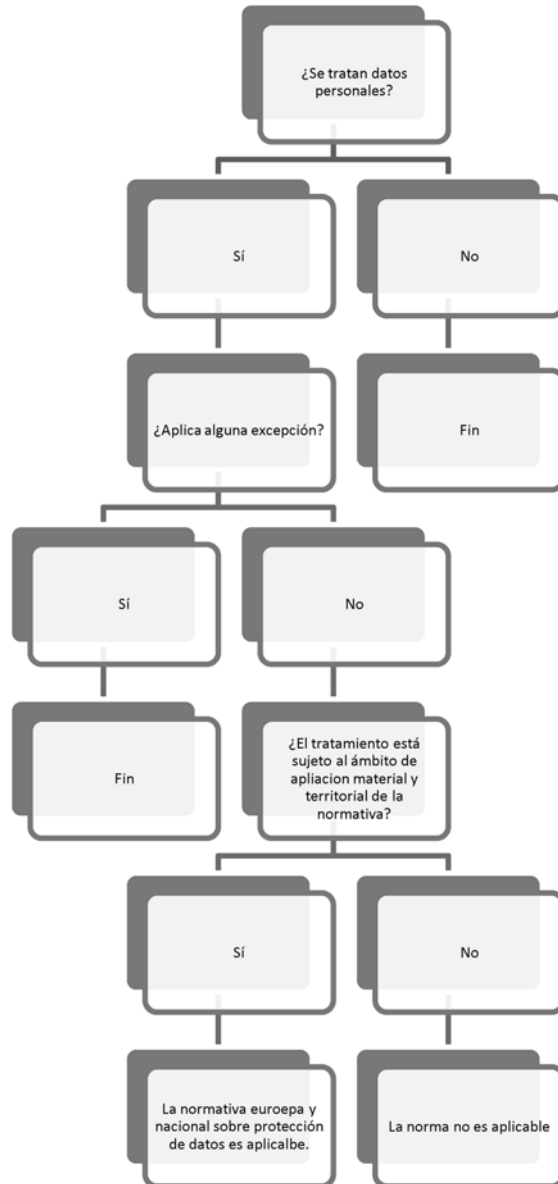 ¿Se tratan datos
personales?
Sí
No
¿Aplica alguna excepción?
Fin
Sí
No
Fin
¿El tratamiento está
sujeto al ámbito de
apliacion material y
territorial de la
normativa?
Sí
No
La normativa euroepa y
nacional sobre protección
de datos es aplicalbe.
La norma no es aplicable